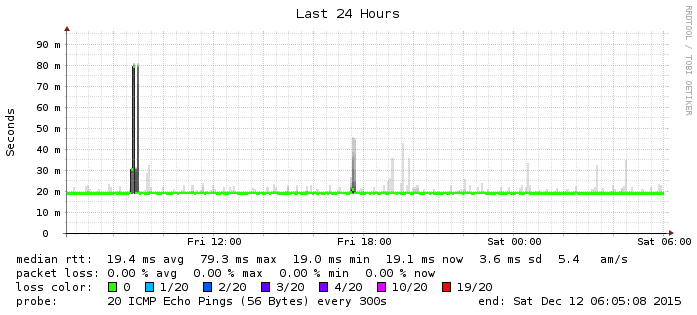 Last 24 Hours
RRDTOOL / TOBI OETIKER
Seconds
90 m
80 m
70 m
60 m
50 m
40 m
30 m
20 m
10 m
0
Fri 12:00 Fri 18:00 Sat 00:00 Sat 06:00
median rtt: 19.4 ms avg 79.3 ms max 19.0 ms min 19.1 ms now 3.6 ms sd 5.4 am/s
packet loss: 0.00 % avg 0.00 % max 0.00 % min 0.00 % now
loss color: 0 1/20 2/20 3/20 4/20 10/20 19/20
probe: 20 ICMP Echo Pings (56 Bytes) every 300s end: Sat Dec 12 06:05:08 2015